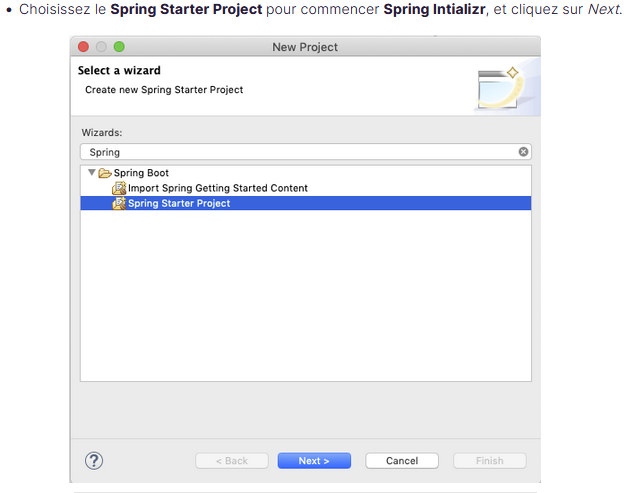 • Choisissez le Spring Starter Project pour commencer Spring Intializr, et cliquez sur Next.
New Project
Select a wizard
Create new Spring Starter Project
Wizards:
Spring
Spring Boot
Import Spring Getting Started Content
Spring Starter Project
? < Back Next > Cancel Finish